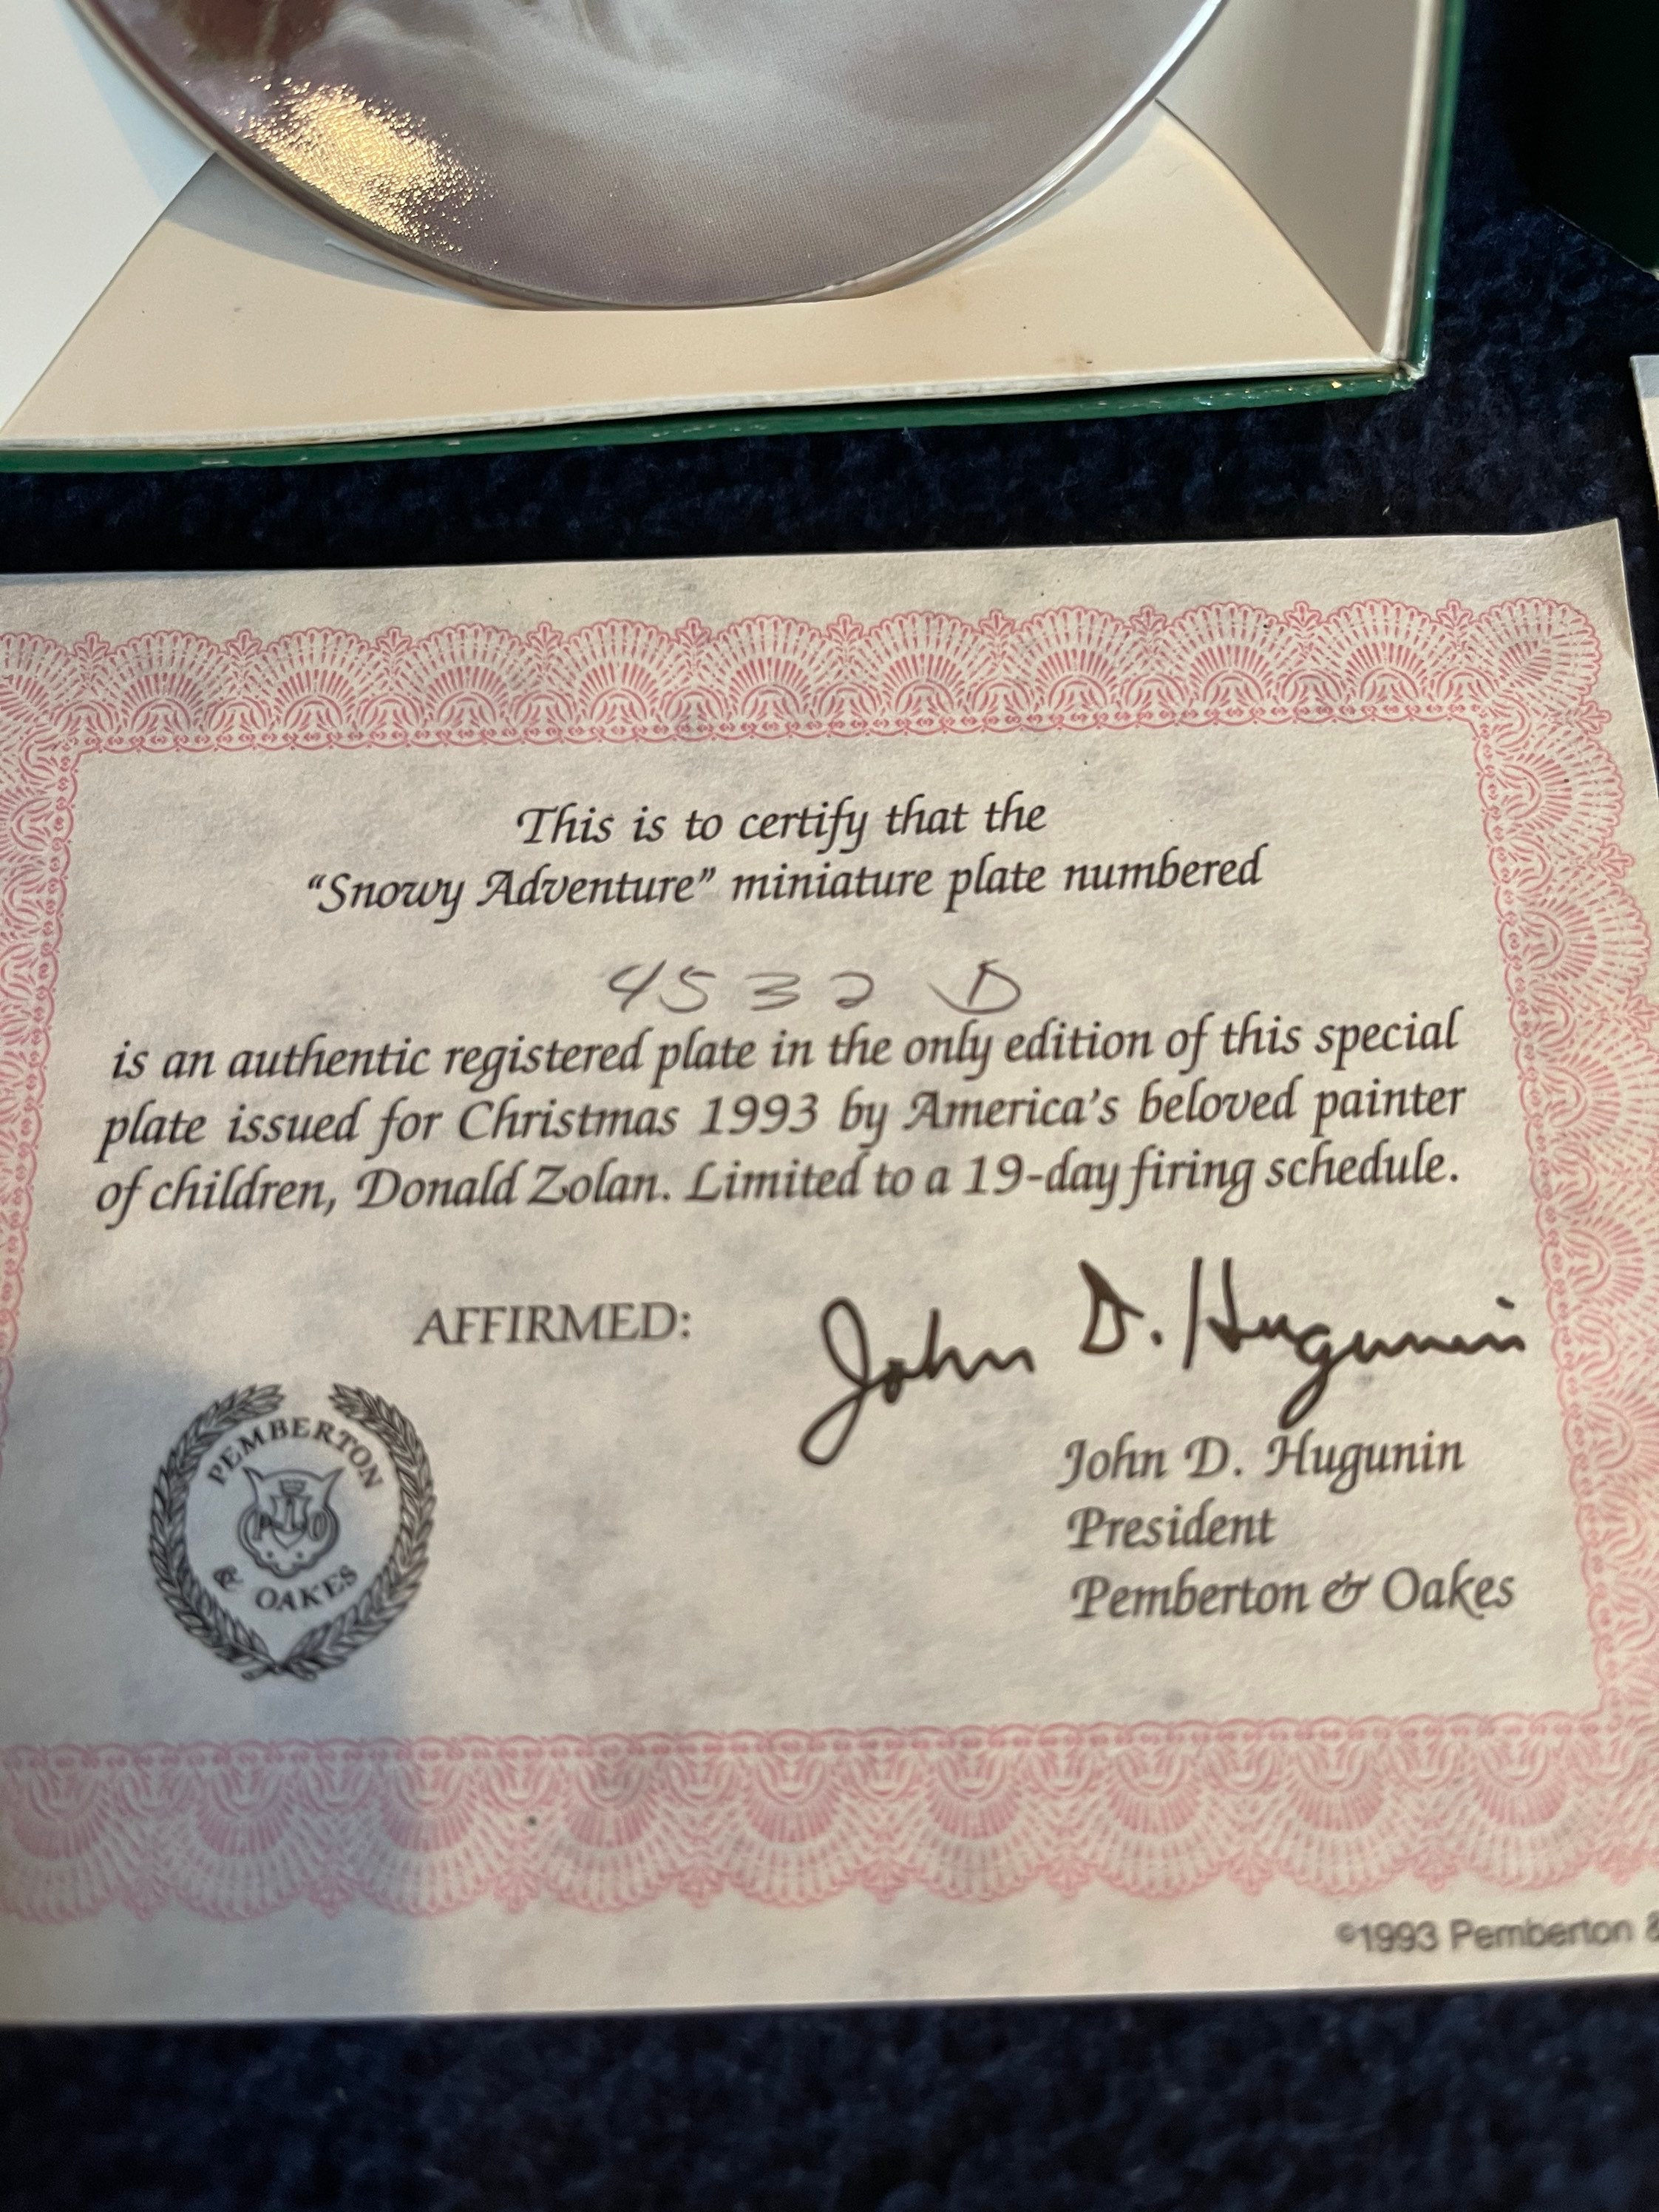 This is to certify that the
“Snowy Adventure” miniature plate numbered
4532 D
is an authentic registered plate in the only edition of this special
plate issued for Christmas 1993 by America's beloved painter
of children, Donald Zolan. Limited to a 19-day firing schedule.
AFFIRMED:
John D. Hugunin
John D. Hugunin
President
Pemberton & Oakes
PEMBERTON
P&O
& OAKES
©1993 Pemberton &